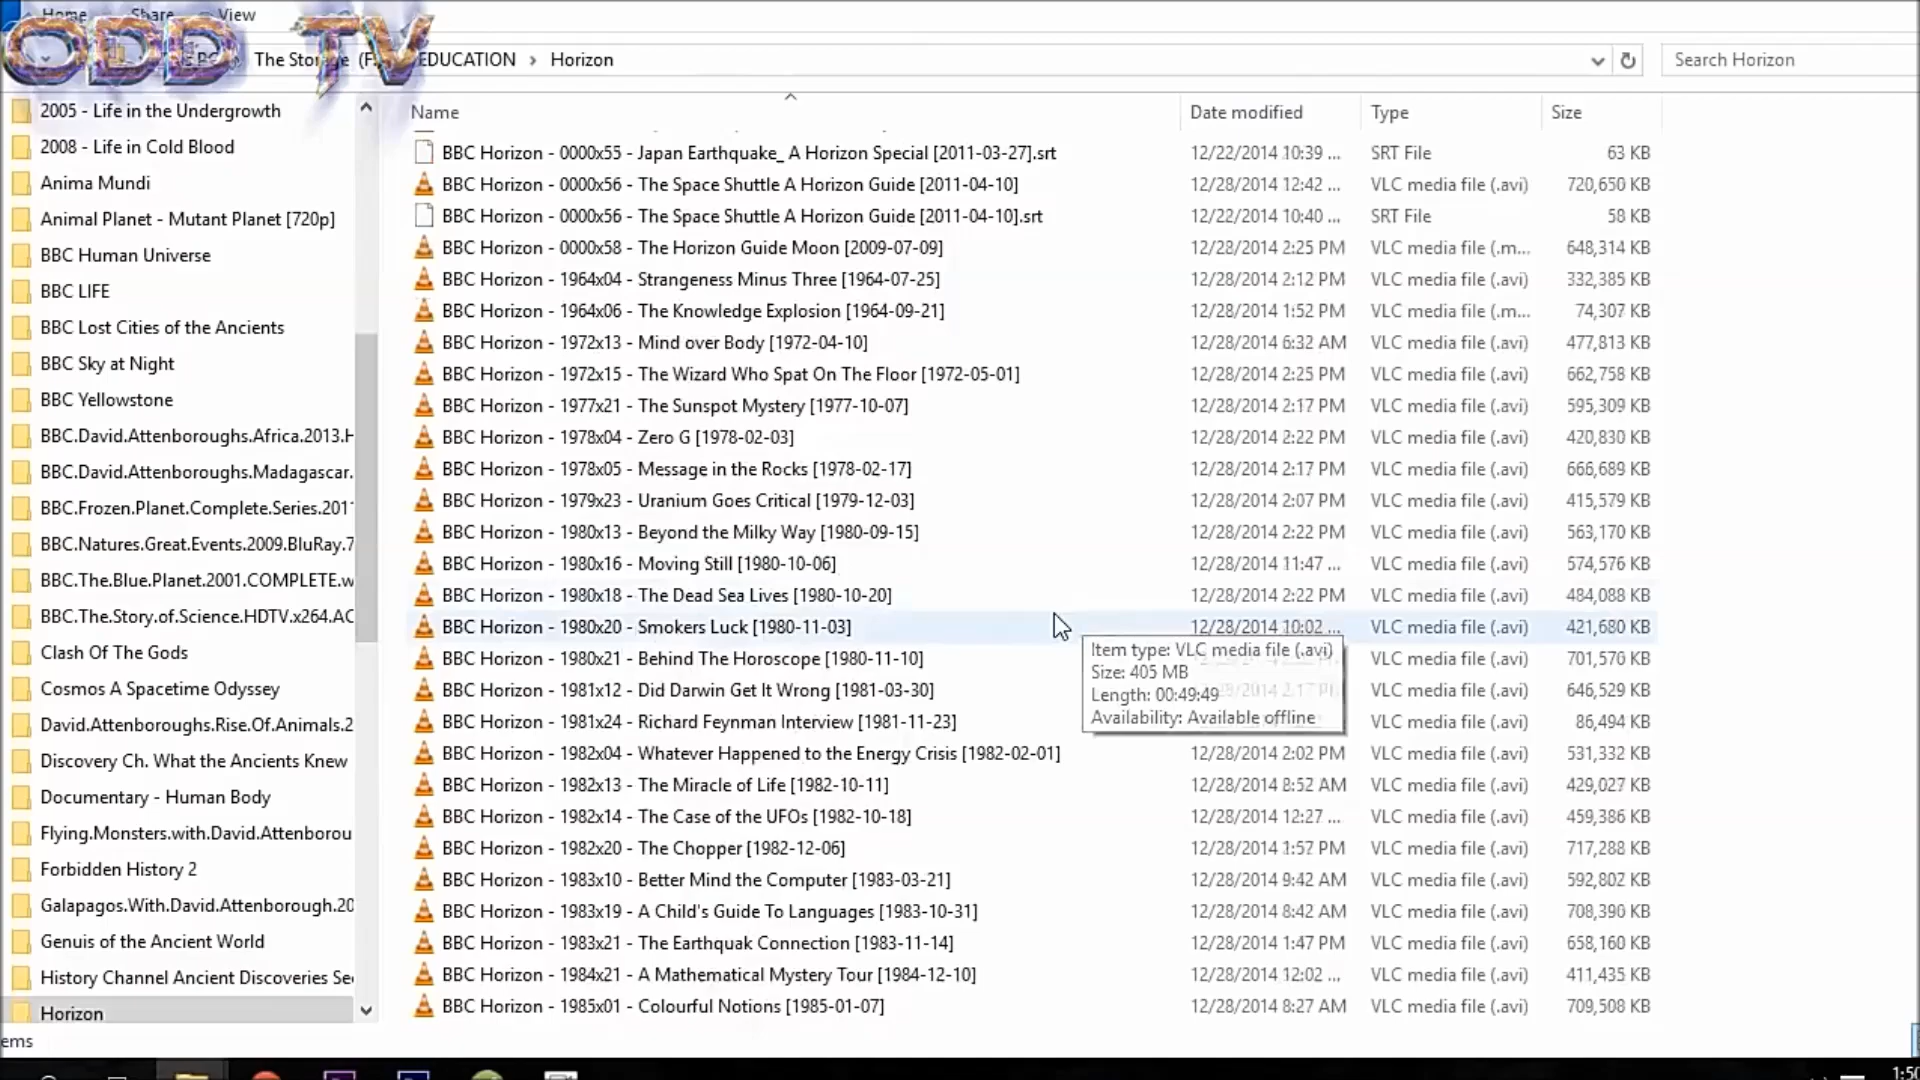 Home Share View
ODD TV
The Storage (F:) EDUCATION > Horizon
Search Horizon
Name Date modified Type Size
2005 - Life in the Undergrowth
2008 - Life in Cold Blood
Anima Mundi
Animal Planet - Mutant Planet [720p]
BBC Human Universe
BBC LIFE
BBC Lost Cities of the Ancients
BBC Sky at Night
BBC Yellowstone
BBC.David.Attenboroughs.Africa.2013.H
BBC.David.Attenboroughs.Madagascar.
BBC.Frozen.Planet.Complete.Series.201
BBC.Natures.Great.Events.2009.BluRay.7
BBC.The.Blue.Planet.2001.COMPLETE.w
BBC.The.Story.of.Science.HDTV.x264.AC
Clash Of The Gods
Cosmos A Spacetime Odyssey
David.Attenboroughs.Rise.Of.Animals.2
Discovery Ch. What the Ancients Knew
Documentary - Human Body
Flying.Monsters.with.David.Attenborou
Forbidden History 2
Galapagos.With.David.Attenborough.20
Genuis of the Ancient World
History Channel Ancient Discoveries Se
Horizon
BBC Horizon - 0000x55 - Japan Earthquake_ A Horizon Special [2011-03-27].srt 12/22/2014 10:39 ... SRT File 63 KB
BBC Horizon - 0000x56 - The Space Shuttle A Horizon Guide [2011-04-10] 12/28/2014 12:42 ... VLC media file (.avi) 720,650 KB
BBC Horizon - 0000x56 - The Space Shuttle A Horizon Guide [2011-04-10].srt 12/22/2014 10:40 ... SRT File 58 KB
BBC Horizon - 0000x58 - The Horizon Guide Moon [2009-07-09] 12/28/2014 2:25 PM VLC media file (.m... 648,314 KB
BBC Horizon - 1964x04 - Strangeness Minus Three [1964-07-25] 12/28/2014 2:12 PM VLC media file (.avi) 332,385 KB
BBC Horizon - 1964x06 - The Knowledge Explosion [1964-09-21] 12/28/2014 1:52 PM VLC media file (.m... 74,307 KB
BBC Horizon - 1972x13 - Mind over Body [1972-04-10] 12/28/2014 6:32 AM VLC media file (.avi) 477,813 KB
BBC Horizon - 1972x15 - The Wizard Who Spat On The Floor [1972-05-01] 12/28/2014 2:25 PM VLC media file (.avi) 662,758 KB
BBC Horizon - 1977x21 - The Sunspot Mystery [1977-10-07] 12/28/2014 2:17 PM VLC media file (.avi) 595,309 KB
BBC Horizon - 1978x04 - Zero G [1978-02-03] 12/28/2014 2:22 PM VLC media file (.avi) 420,830 KB
BBC Horizon - 1978x05 - Message in the Rocks [1978-02-17] 12/28/2014 2:17 PM VLC media file (.avi) 666,689 KB
BBC Horizon - 1979x23 - Uranium Goes Critical [1979-12-03] 12/28/2014 2:07 PM VLC media file (.avi) 415,579 KB
BBC Horizon - 1980x13 - Beyond the Milky Way [1980-09-15] 12/28/2014 2:22 PM VLC media file (.avi) 563,170 KB
BBC Horizon - 1980x16 - Moving Still [1980-10-06] 12/28/2014 11:47 ... VLC media file (.avi) 574,576 KB
BBC Horizon - 1980x18 - The Dead Sea Lives [1980-10-20] 12/28/2014 2:22 PM VLC media file (.avi) 484,088 KB
BBC Horizon - 1980x20 - Smokers Luck [1980-11-03] 12/28/2014 10:02 ... VLC media file (.avi) 421,680 KB
BBC Horizon - 1980x21 - Behind The Horoscope [1980-11-10] VLC media file (.avi) 701,570 KB
BBC Horizon - 1981x12 - Did Darwin Get It Wrong [1981-03-30] VLC media file (.avi) 646,529 KB
BBC Horizon - 1981x24 - Richard Feynman Interview [1981-11-23] VLC media file (.avi) 86,494 KB
Item type: VLC media file (.avi)
Size: 405 MB
Length: 00:49:49
Availability: Available offline
BBC Horizon - 1982x04 - Whatever Happened to the Energy Crisis [1982-02-01] 12/28/2014 2:02 PM VLC media file (.avi) 531,332 KB
BBC Horizon - 1982x13 - The Miracle of Life [1982-10-11] 12/28/2014 8:52 AM VLC media file (.avi) 429,027 KB
BBC Horizon - 1982x14 - The Case of the UFOs [1982-10-18] 12/28/2014 12:27 ... VLC media file (.avi) 459,386 KB
BBC Horizon - 1982x20 - The Chopper [1982-12-06] 12/28/2014 1:57 PM VLC media file (.avi) 717,288 KB
BBC Horizon - 1983x10 - Better Mind the Computer [1983-03-21] 12/28/2014 9:42 AM VLC media file (.avi) 592,802 KB
BBC Horizon - 1983x19 - A Child's Guide To Languages [1983-10-31] 12/28/2014 8:42 AM VLC media file (.avi) 708,390 KB
BBC Horizon - 1983x21 - The Earthquak Connection [1983-11-14] 12/28/2014 1:47 PM VLC media file (.avi) 658,160 KB
BBC Horizon - 1984x21 - A Mathematical Mystery Tour [1984-12-10] 12/28/2014 12:02 ... VLC media file (.avi) 411,435 KB
BBC Horizon - 1985x01 - Colourful Notions [1985-01-07] 12/28/2014 8:27 AM VLC media file (.avi) 709,508 KB
ems